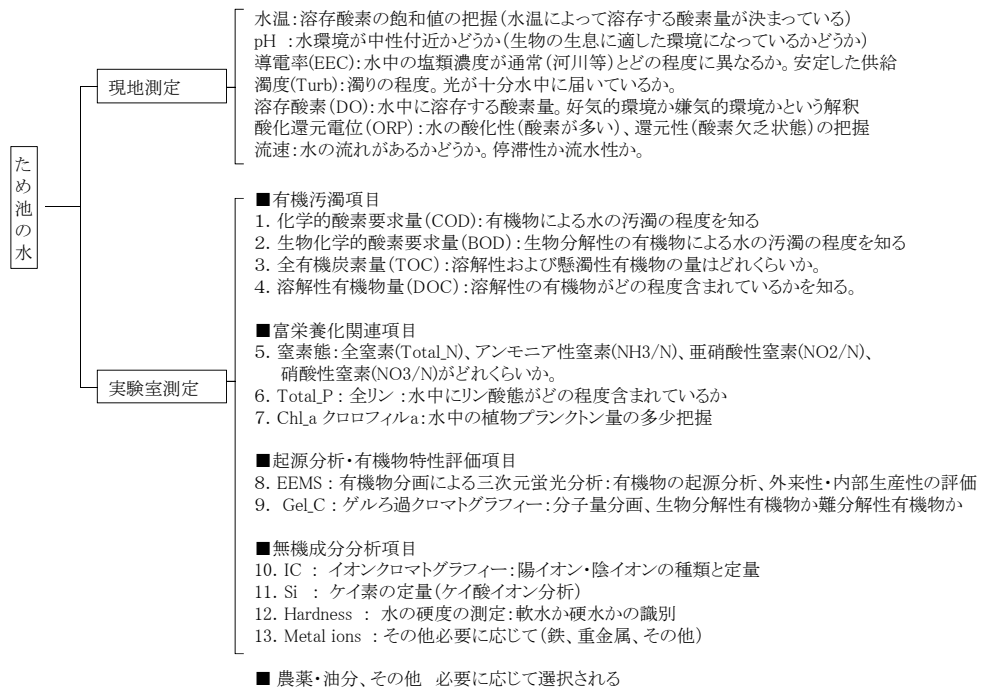 ため池の水
現地測定
水温：溶存酸素の飽和値の把握（水温によって溶存する酸素量が決まっている）
pH ：水環境が中性付近かどうか（生物の生息に適した環境になっているかどうか）
導電率(EEC)：水中の塩類濃度が通常（河川等）とどの程度に異なるか。安定した供給
濁度(Turb)：濁りの程度。光が十分水中に届いているか。
溶存酸素（DO）：水中に溶存する酸素量。好気的環境か嫌気的環境かという解釈
酸化還元電位（ORP）：水の酸化性（酸素が多い）、還元性（酸素欠乏状態）の把握
流速：水の流れがあるかどうか。停滞性か流水性か。
実験室測定
■有機汚濁項目
1. 化学的酸素要求量（COD）：有機物による水の汚濁の程度を知る
2. 生物化学的酸素要求量（BOD）：生物分解性の有機物による水の汚濁の程度を知る
3. 全有機炭素量（TOC）：溶解性および懸濁性有機物の量はどれくらいか。
4. 溶解性有機物量（DOC）：溶解性の有機物がどの程度含まれているかを知る。
■富栄養化関連項目
5. 窒素態：全窒素(Total_N)、アンモニア性窒素(NH3/N)、亜硝酸性窒素(NO2/N)、
硝酸性窒素(NO3/N)がどれくらいか。
6. Total_P：全リン：水中にリン酸態がどの程度含まれているか
7. Chl_a クロロフィルa：水中の植物プランクトン量の多少把握
■起源分析・有機物特性評価項目
8. EEMS：有機物分画による三次元蛍光分析：有機物の起源分析、外来性・内部生産性の評価
9. Gel_C：ゲルろ過クロマトグラフィー：分子量分画、生物分解性有機物か難分解性有機物か
■無機成分分析項目
10. IC ： イオンクロマトグラフィー：陽イオン・陰イオンの種類と定量
11. Si ： ケイ素の定量(ケイ酸イオン分析)
12. Hardness ： 水の硬度の測定：軟水か硬水かの識別
13. Metal ions ：その他必要に応じて（鉄、重金属、その他）
■ 農薬・油分、その他 必要に応じて選択される